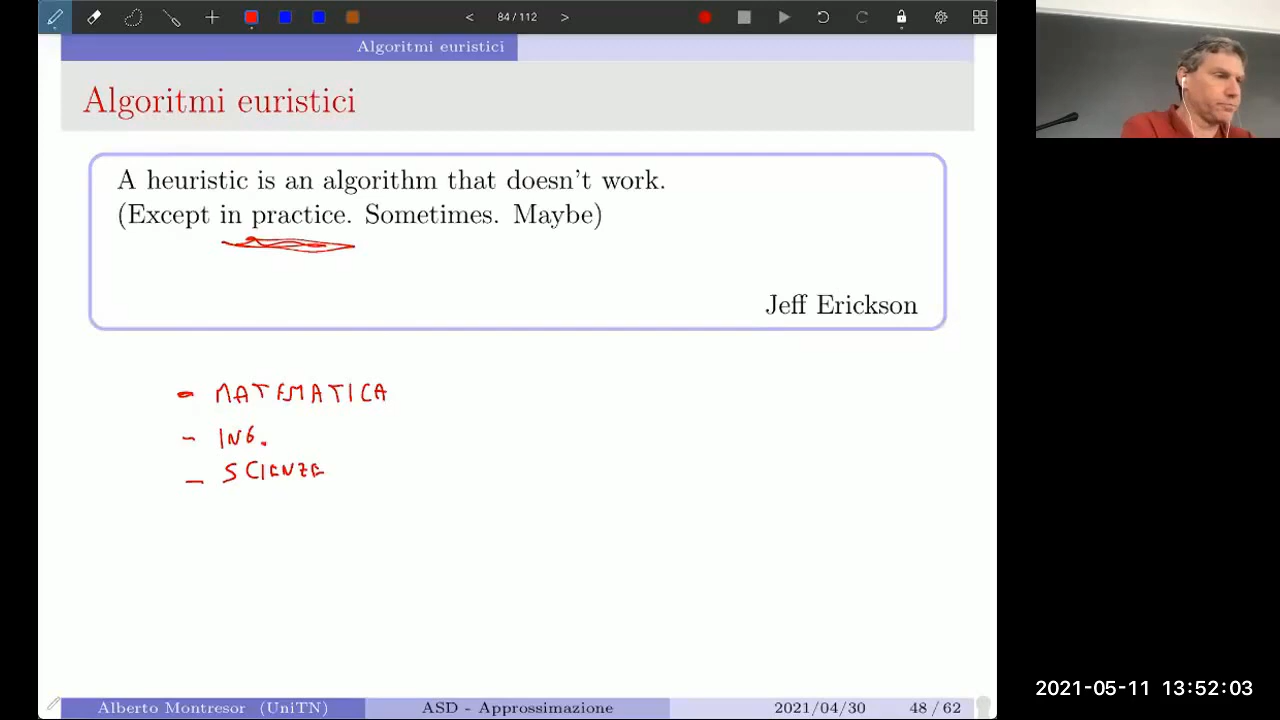 84 / 112
Algoritmi euristici
Algoritmi euristici
A heuristic is an algorithm that doesn't work.
(Except in practice. Sometimes. Maybe)
Jeff Erickson
- MATEMATICA
- ING.
- SCIENZE
Alberto Montresor (UniTN) ASD - Approssimazione 2021/04/30 48 / 62
2021-05-11 13:52:03